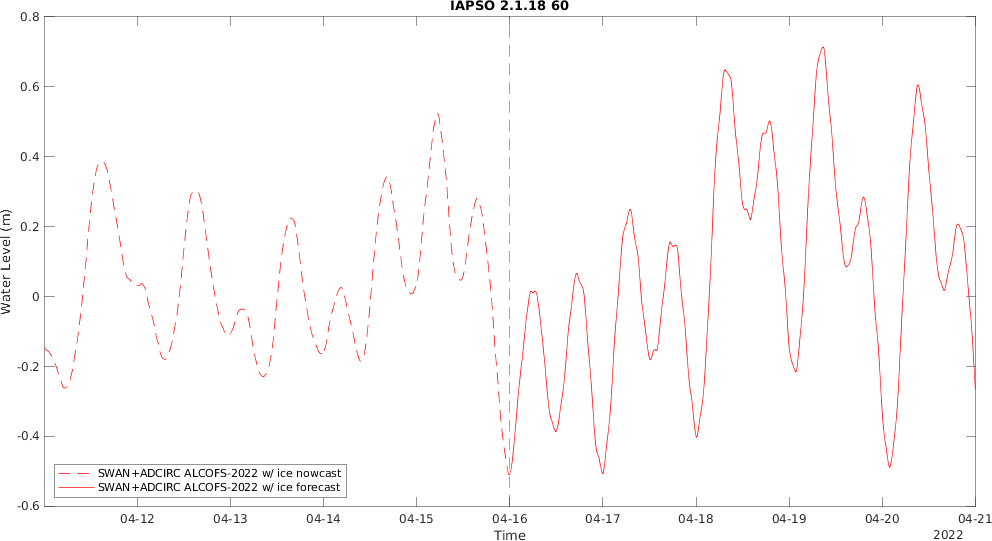 IAPSO 2.1.18 60
0.8
0.6
0.4
0.2
0
-0.2
-0.4
-0.6
Water Level (m)
SWAN+ADCIRC ALCOFS-2022 w/ ice nowcast
SWAN+ADCIRC ALCOFS-2022 w/ ice forecast
04-12 04-13 04-14 04-15 04-16 04-17 04-18 04-19 04-20 04-21
Time
2022